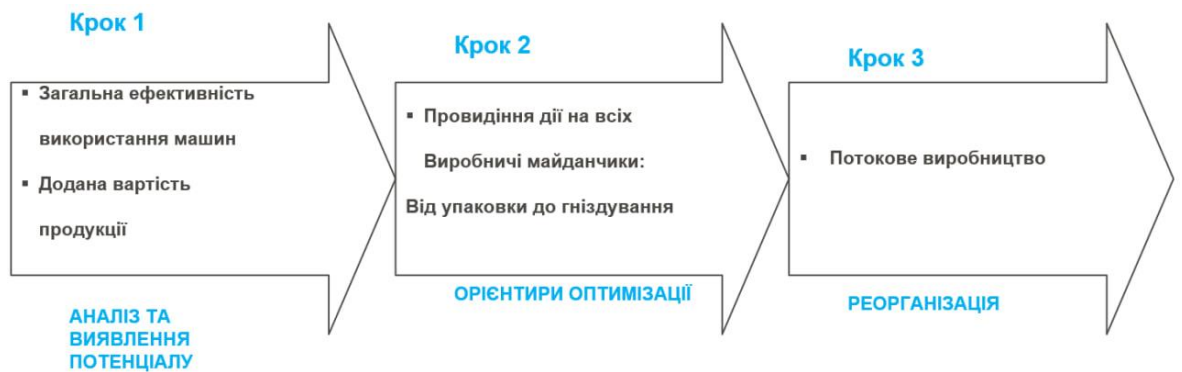 Крок 1
▪ Загальна ефективність
використання машин
▪ Додана вартість
продукції
АНАЛІЗ ТА
ВИЯВЛЕННЯ
ПОТЕНЦІАЛУ
Крок 2
▪ Провидіння дії на всіх
Виробничі майданчики:
Від упаковки до гніздування
ОРІЄНТИРИ ОПТИМІЗАЦІЇ
Крок 3
▪ Потокове виробництво
РЕОРГАНІЗАЦІЯ